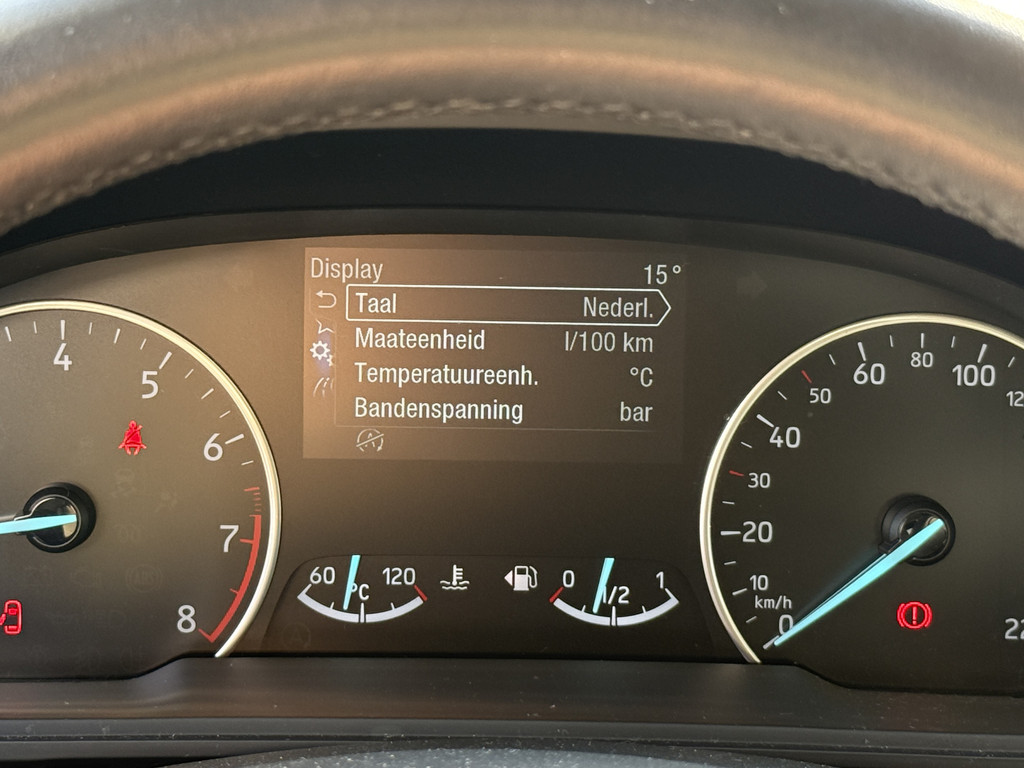 Display 15°
Taal Nederl.
Maateenheid l/100 km
Temperatuureenh. °C
Bandenspanning bar
4
5
6
7
8
60 120
°C
0 1
1/2
0
10
20
30
40
50
60
80
100
km/h